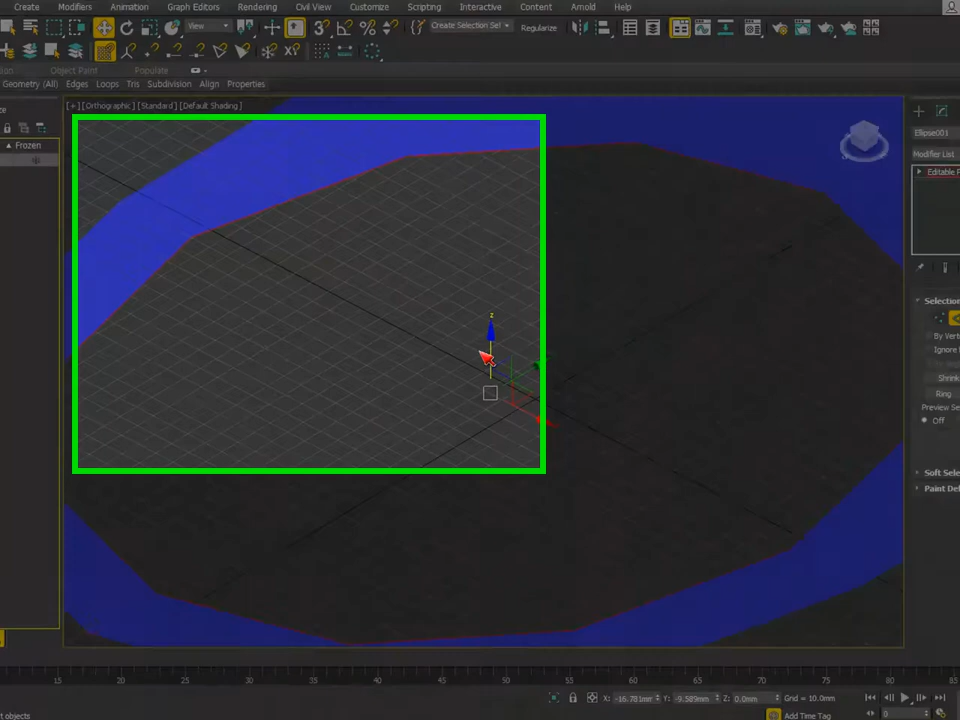 Create Modifiers Animation Graph Editors Rendering Civil View Customize Scripting Interactive Content Arnold Help
View Create Selection Set Regularize
Object Paint Populate
Geometry (All) Edges Loops Tris Subdivision Align Properties
[+] [Orthographic] [Standard] [Default Shading]
Ellipse001
Frozen
Modifier List
Editable
z
Selection
By Vert
Ignore
Shrink
Ring
Preview Se
Off
Soft Sele
Paint Def
15 20 25 30 35 40 45 50 55 60 65 70 75 80 85
X: -16.781mm Y: -9.589mm Z: 0.0mm Grid = 10.0mm
t objects Add Time Tag 0